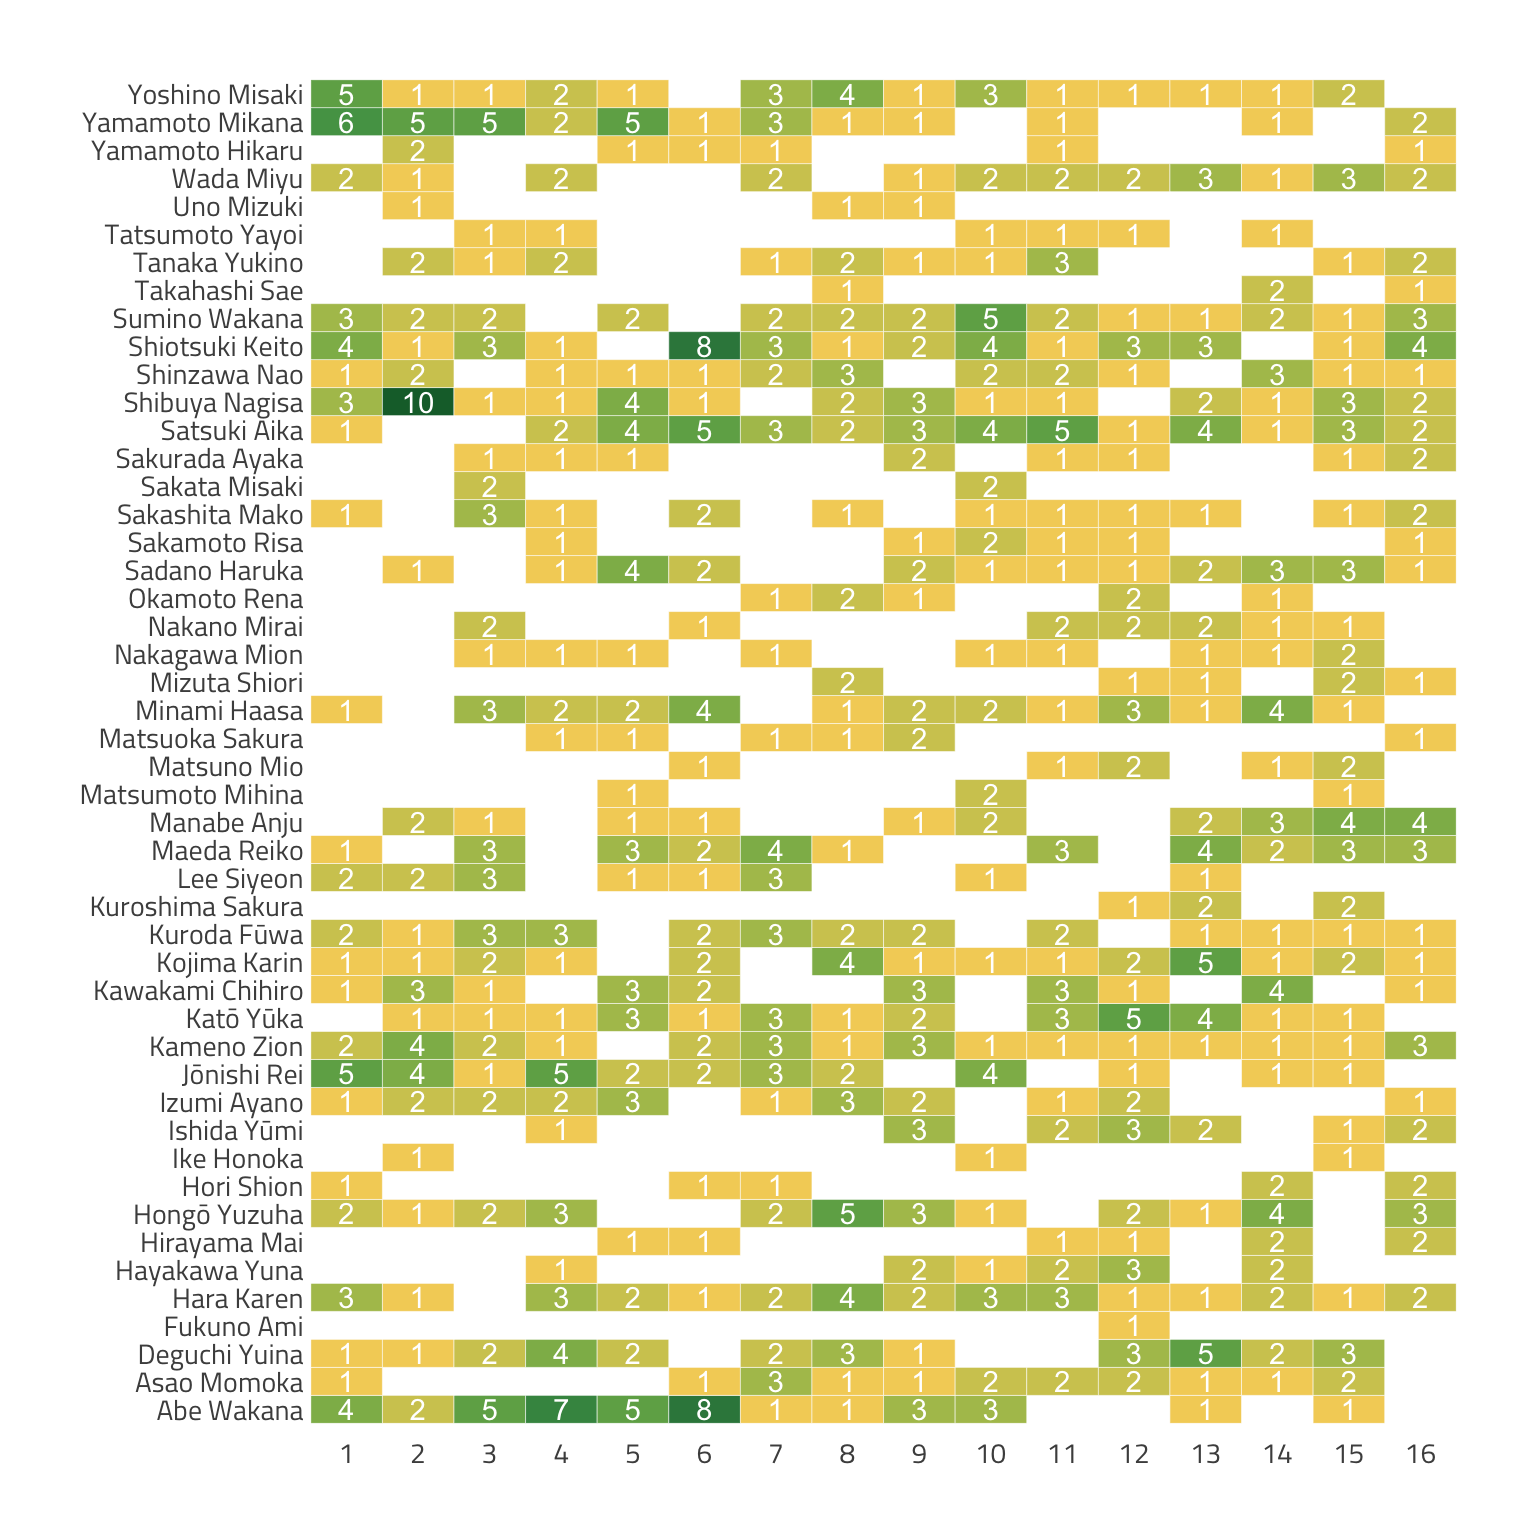 Yoshino Misaki 5 1 1 2 1 3 4 1 3 1 1 1 1 2
Yamamoto Mikana 6 5 5 2 5 1 3 1 1 1 1 2
Yamamoto Hikaru 2 1 1 1 1 1
Wada Miyu 2 1 2 2 1 2 2 2 3 1 3 2
Uno Mizuki 1 1 1
Tatsumoto Yayoi 1 1 1 1 1 1
Tanaka Yukino 2 1 2 1 2 1 1 3 1 2
Takahashi Sae 1 2 1
Sumino Wakana 3 2 2 2 2 2 2 5 2 1 1 2 1 3
Shiotsuki Keito 4 1 3 1 8 3 1 2 4 1 3 3 1 4
Shinzawa Nao 1 2 1 1 1 2 3 2 2 1 3 1 1
Shibuya Nagisa 3 10 1 1 4 1 2 3 1 1 2 1 3 2
Satsuki Aika 1 2 4 5 3 2 3 4 5 1 4 1 3 2
Sakurada Ayaka 1 1 1 2 1 1 1 2
Sakata Misaki 2 2
Sakashita Mako 1 3 1 2 1 1 1 1 1 1 2
Sakamoto Risa 1 1 2 1 1 1
Sadano Haruka 1 1 4 2 2 1 1 1 2 3 3 1
Okamoto Rena 1 2 1 2 1
Nakano Mirai 2 1 2 2 2 1 1
Nakagawa Mion 1 1 1 1 1 1 1 1 2
Mizuta Shiori 2 1 1 2 1
Minami Haasa 1 3 2 2 4 1 2 2 1 3 1 4 1
Matsuoka Sakura 1 1 1 1 2 1
Matsuno Mio 1 1 2 1 2
Matsumoto Mihina 1 2 1
Manabe Anju 2 1 1 1 1 2 2 3 4 4
Maeda Reiko 1 3 3 2 4 1 3 4 2 3 3
Lee Siyeon 2 2 3 1 1 3 1 1
Kuroshima Sakura 1 2 2
Kuroda Fūwa 2 1 3 3 2 3 2 2 2 1 1 1 1
Kojima Karin 1 1 2 1 2 4 1 1 1 2 5 1 2 1
Kawakami Chihiro 1 3 1 3 2 3 3 1 4 1
Katō Yūka 1 1 1 3 1 3 1 2 3 5 4 1 1
Kameno Zion 2 4 2 1 2 3 1 3 1 1 1 1 1 1 3
Jōnishi Rei 5 4 1 5 2 2 3 2 4 1 1 1
Izumi Ayano 1 2 2 2 3 1 3 2 1 2 1
Ishida Yūmi 1 3 2 3 2 1 2
Ike Honoka 1 1 1
Hori Shion 1 1 1 2 2
Hongō Yuzuha 2 1 2 3 2 5 3 1 2 1 4 3
Hirayama Mai 1 1 1 1 2 2
Hayakawa Yuna 1 2 1 2 3 2
Hara Karen 3 1 3 2 1 2 4 2 3 3 1 1 2 1 2
Fukuno Ami 1
Deguchi Yuina 1 1 2 4 2 2 3 1 3 5 2 3
Asao Momoka 1 1 3 1 1 2 2 2 1 1 2
Abe Wakana 4 2 5 7 5 8 1 1 3 3 1 1
1 2 3 4 5 6 7 8 9 10 11 12 13 14 15 16